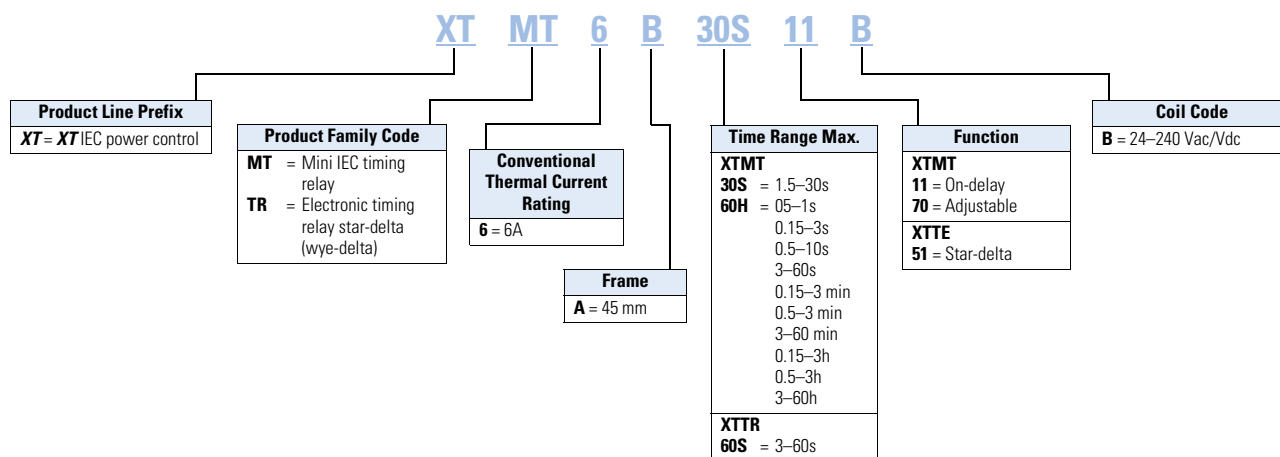 XT MT 6 B 30S 11 B
Product Line Prefix
XT = XT IEC power control
Product Family Code
MT = Mini IEC timing
relay
TR = Electronic timing
relay star-delta
(wye-delta)
Conventional
Thermal Current
Rating
6 = 6A
Frame
A = 45 mm
Time Range Max.
XTMT
30S = 1.5–30s
60H = 05–1s
0.15–3s
0.5–10s
3–60s
0.15–3 min
0.5–3 min
3–60 min
0.15–3h
0.5–3h
3–60h
XTTR
60S = 3–60s
Function
XTMT
11 = On-delay
70 = Adjustable
XTTE
51 = Star-delta
Coil Code
B = 24–240 Vac/Vdc